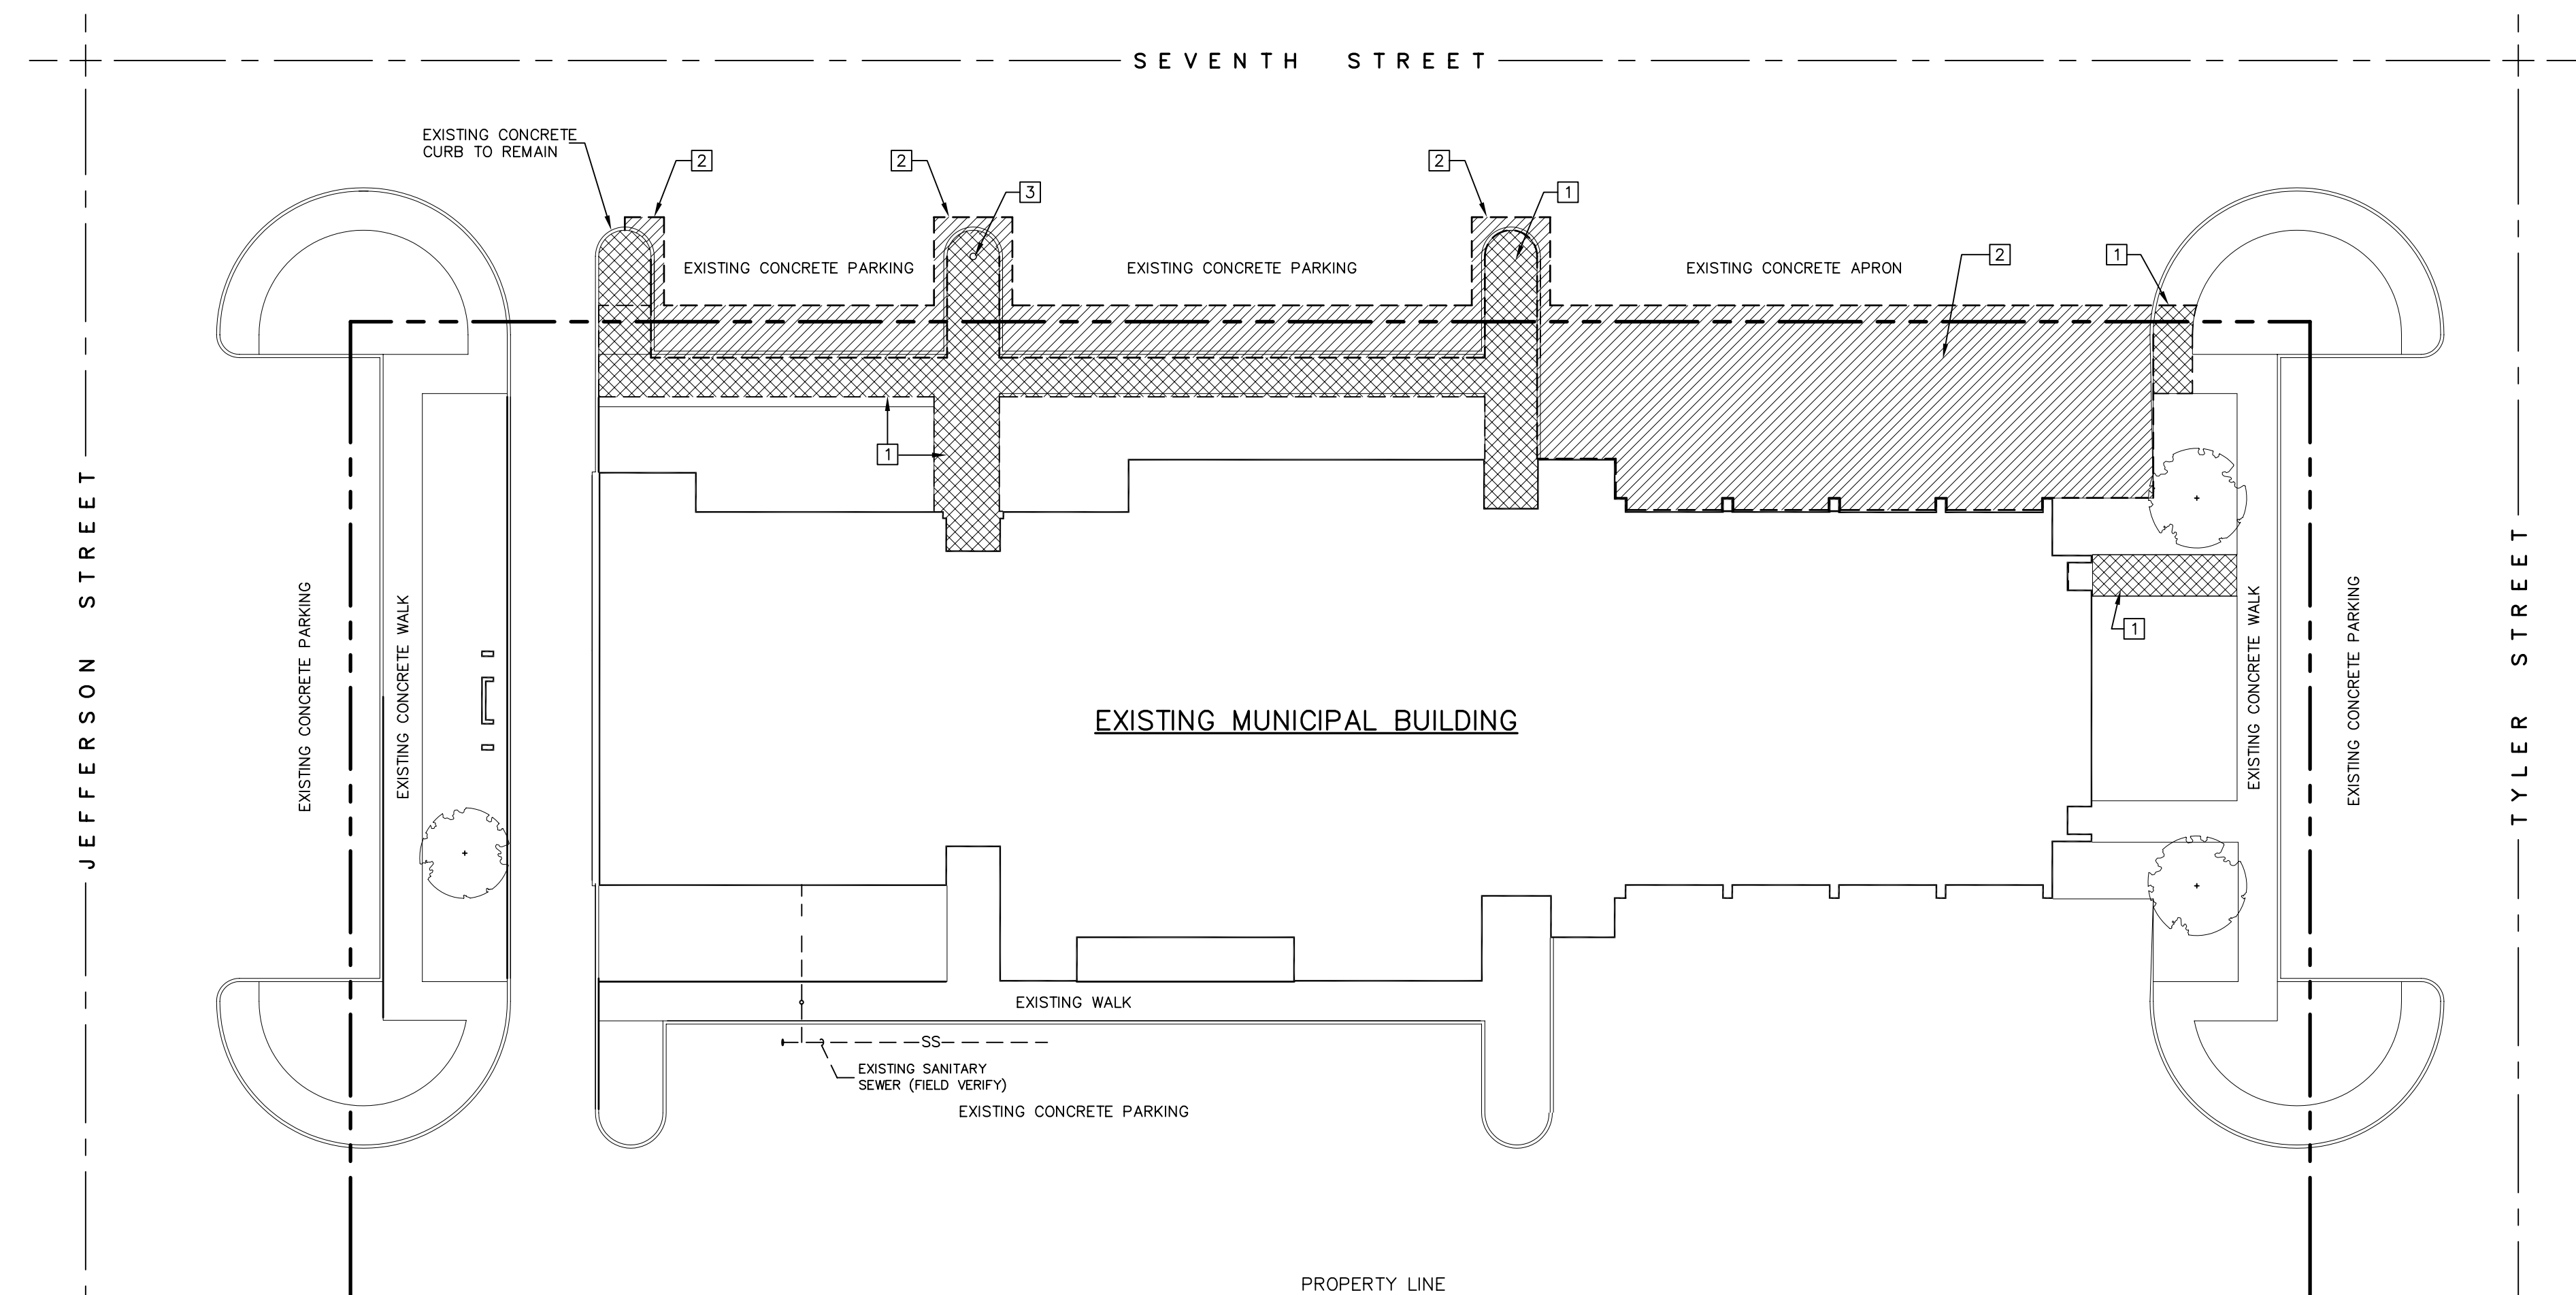 SEVENTH STREET
EXISTING CONCRETE
CURB TO REMAIN
2
2
2
3
1
EXISTING CONCRETE PARKING
EXISTING CONCRETE PARKING
EXISTING CONCRETE APRON
2
1
1
1
JEFFERSON STREET
EXISTING CONCRETE PARKING
EXISTING CONCRETE WALK
EXISTING MUNICIPAL BUILDING
EXISTING CONCRETE WALK
EXISTING CONCRETE PARKING
TYLER STREET
EXISTING WALK
SS
EXISTING SANITARY
SEWER (FIELD VERIFY)
EXISTING CONCRETE PARKING
PROPERTY LINE